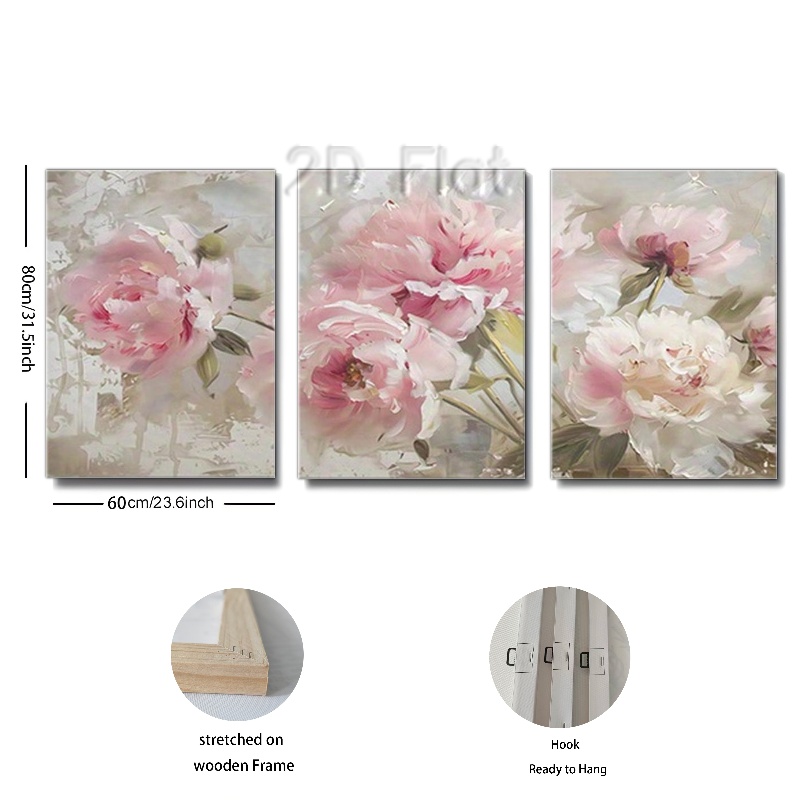 2D Flat
80cm/31.5inch
60cm/23.6inch
stretched on
wooden Frame
Hook
Ready to Hang